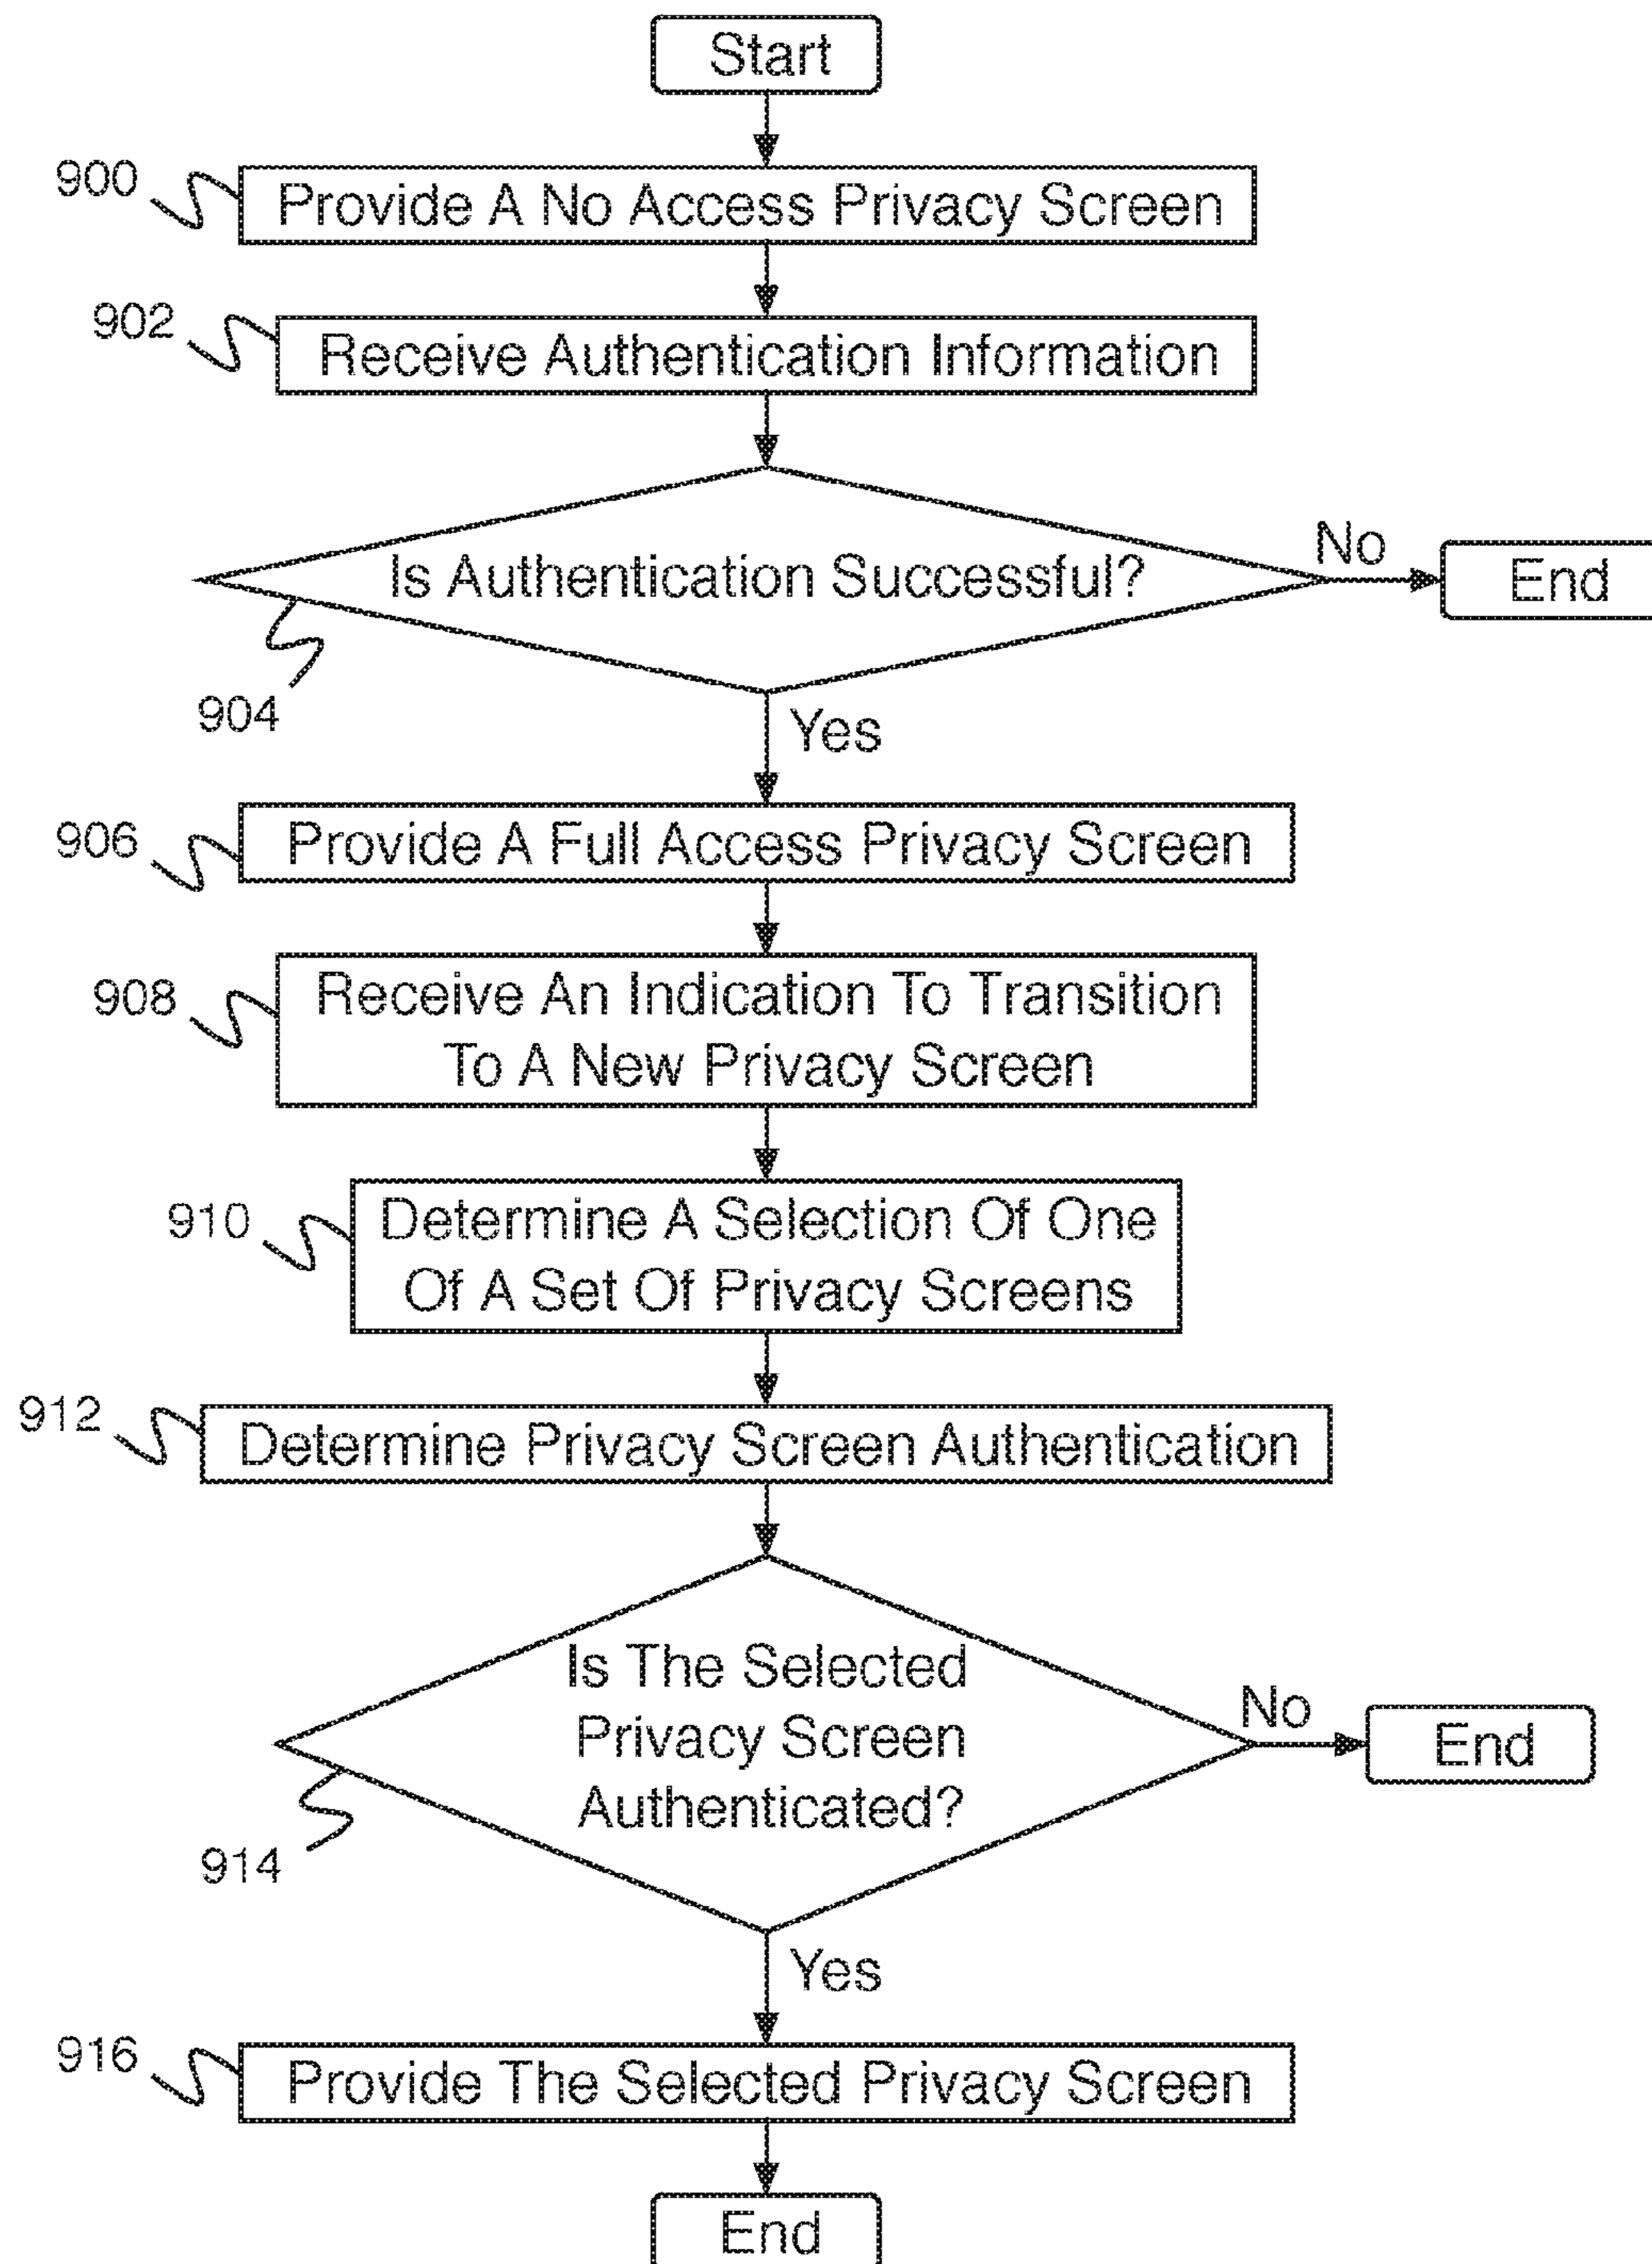 Start
900
Provide A No Access Privacy Screen
902
Receive Authentication Information
Is Authentication Successful?
No
End
904
Yes
906
Provide A Full Access Privacy Screen
908
Receive An Indication To Transition
To A New Privacy Screen
910
Determine A Selection Of One
Of A Set Of Privacy Screens
912
Determine Privacy Screen Authentication
Is The Selected
Privacy Screen
Authenticated?
No
End
914
Yes
916
Provide The Selected Privacy Screen
End